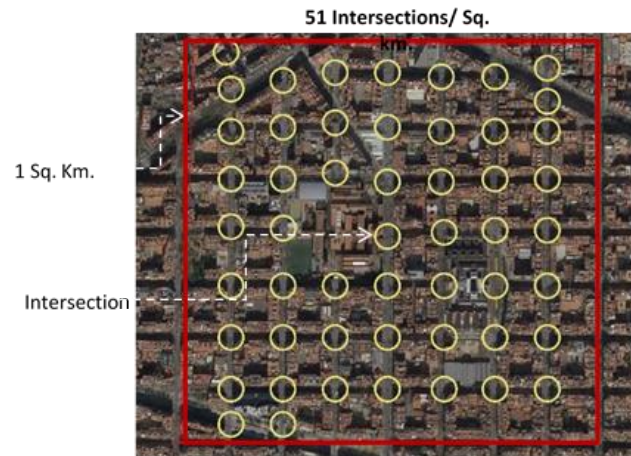 51 Intersections/ Sq.
km.
1 Sq. Km.
Intersection